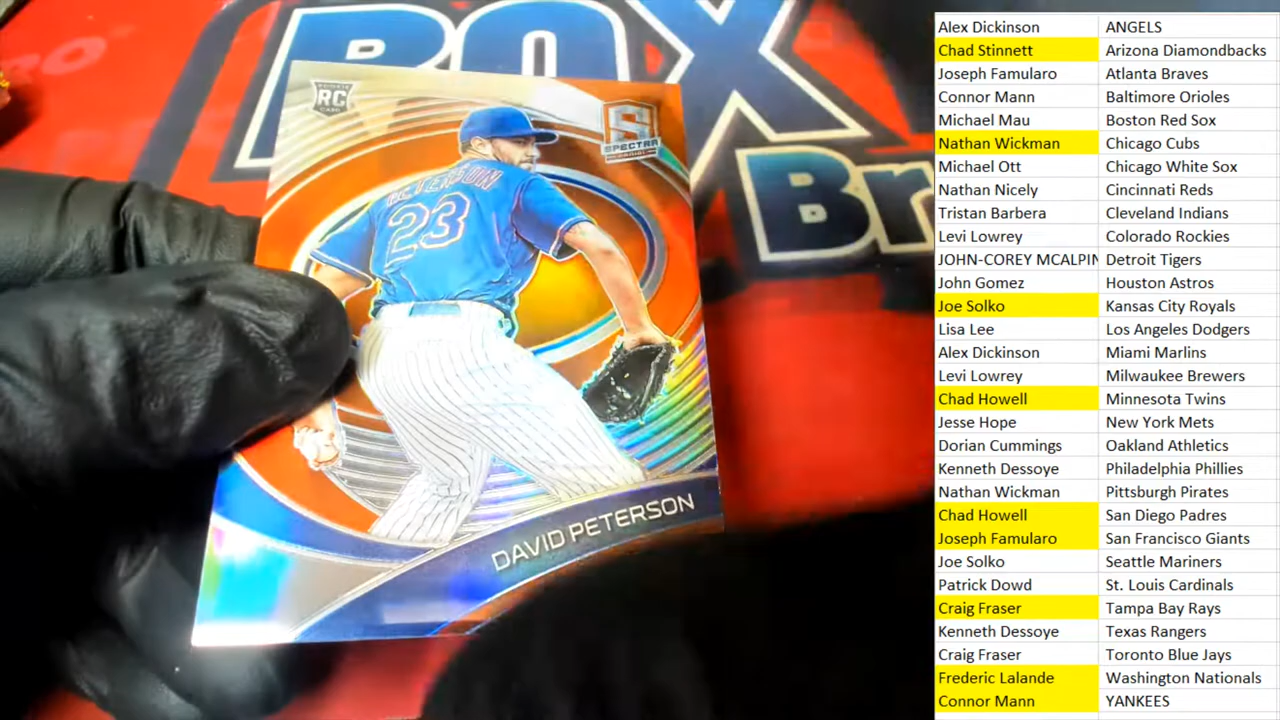 BOX
Br
ROOKIE
RC
CARD
S
SPECTRA
PANINI
PETERSON
23
DAVID PETERSON
Alex Dickinson ANGELS
Chad Stinnett Arizona Diamondbacks
Joseph Famularo Atlanta Braves
Connor Mann Baltimore Orioles
Michael Mau Boston Red Sox
Nathan Wickman Chicago Cubs
Michael Ott Chicago White Sox
Nathan Nicely Cincinnati Reds
Tristan Barbera Cleveland Indians
Levi Lowrey Colorado Rockies
JOHN-COREY MCALPIN Detroit Tigers
John Gomez Houston Astros
Joe Solko Kansas City Royals
Lisa Lee Los Angeles Dodgers
Alex Dickinson Miami Marlins
Levi Lowrey Milwaukee Brewers
Chad Howell Minnesota Twins
Jesse Hope New York Mets
Dorian Cummings Oakland Athletics
Kenneth Dessoye Philadelphia Phillies
Nathan Wickman Pittsburgh Pirates
Chad Howell San Diego Padres
Joseph Famularo San Francisco Giants
Joe Solko Seattle Mariners
Patrick Dowd St. Louis Cardinals
Craig Fraser Tampa Bay Rays
Kenneth Dessoye Texas Rangers
Craig Fraser Toronto Blue Jays
Frederic Lalande Washington Nationals
Connor Mann YANKEES